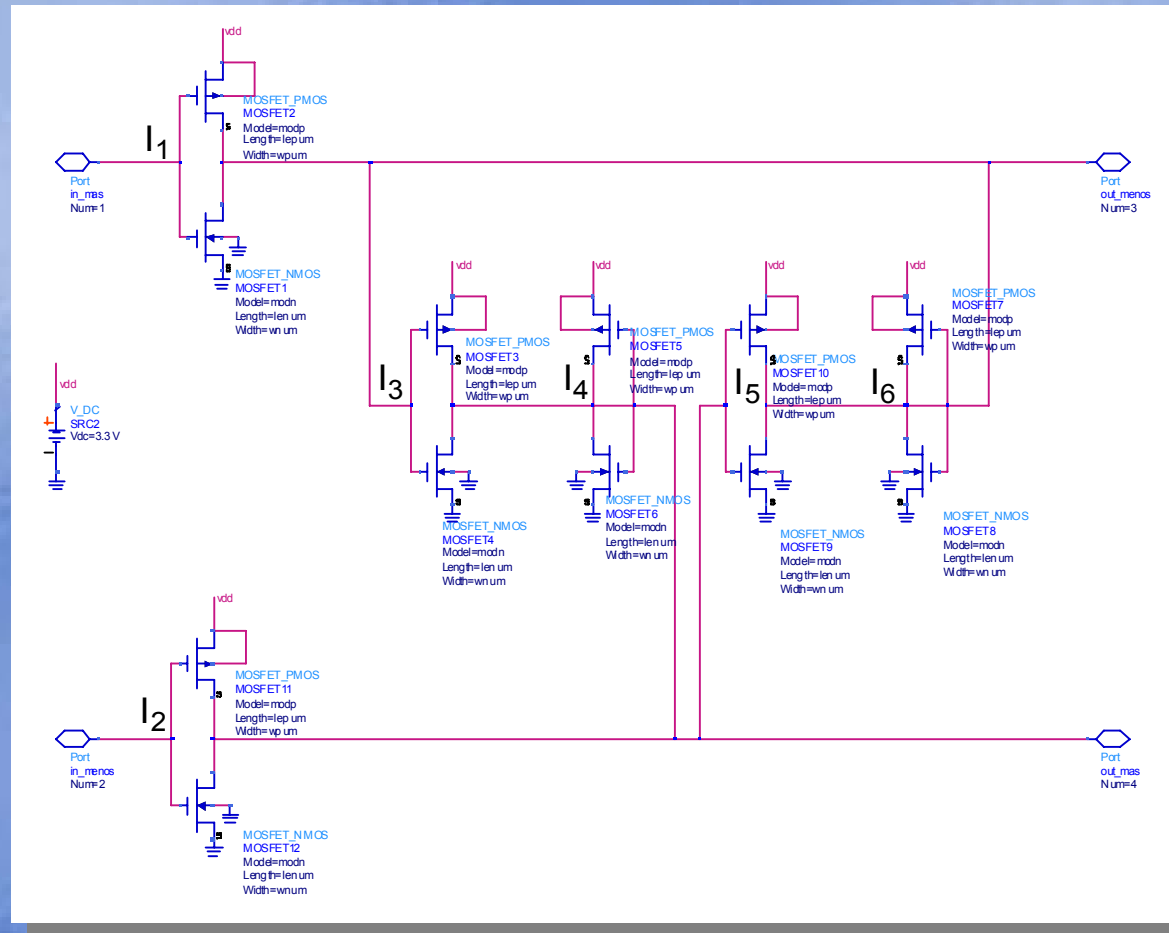 vdd
MOSFET_PMOS
MOSFET2
Model=modp
Length=lep um
Width=wp um
I1
Port
in_mas
Num=1
Port
out_menos
Num=3
MOSFET_NMOS
MOSFET1
Model=modn
Length=len um
Width=wn um
vdd
vdd
vdd
vdd
MOSFET_PMOS
MOSFET3
Model=modp
Length=lep um
Width=wp um
I3
MOSFET_PMOS
MOSFET5
Model=modp
Length=lep um
Width=wp um
I4
MOSFET_PMOS
MOSFET10
Model=modp
Length=lep um
Width=wp um
I5
MOSFET_PMOS
MOSFET7
Model=modp
Length=lep um
Width=wp um
I6
vdd
V_DC
SRC2
Vdc=3.3 V
MOSFET_NMOS
MOSFET4
Model=modn
Length=len um
Width=wn um
MOSFET_NMOS
MOSFET6
Model=modn
Length=len um
Width=wn um
MOSFET_NMOS
MOSFET9
Model=modn
Length=len um
Width=wn um
MOSFET_NMOS
MOSFET8
Model=modn
Length=len um
Width=wn um
vdd
MOSFET_PMOS
MOSFET11
Model=modp
Length=lep um
Width=wp um
I2
Port
in_menos
Num=2
Port
out_mas
Num=4
MOSFET_NMOS
MOSFET12
Model=modn
Length=len um
Width=wn um